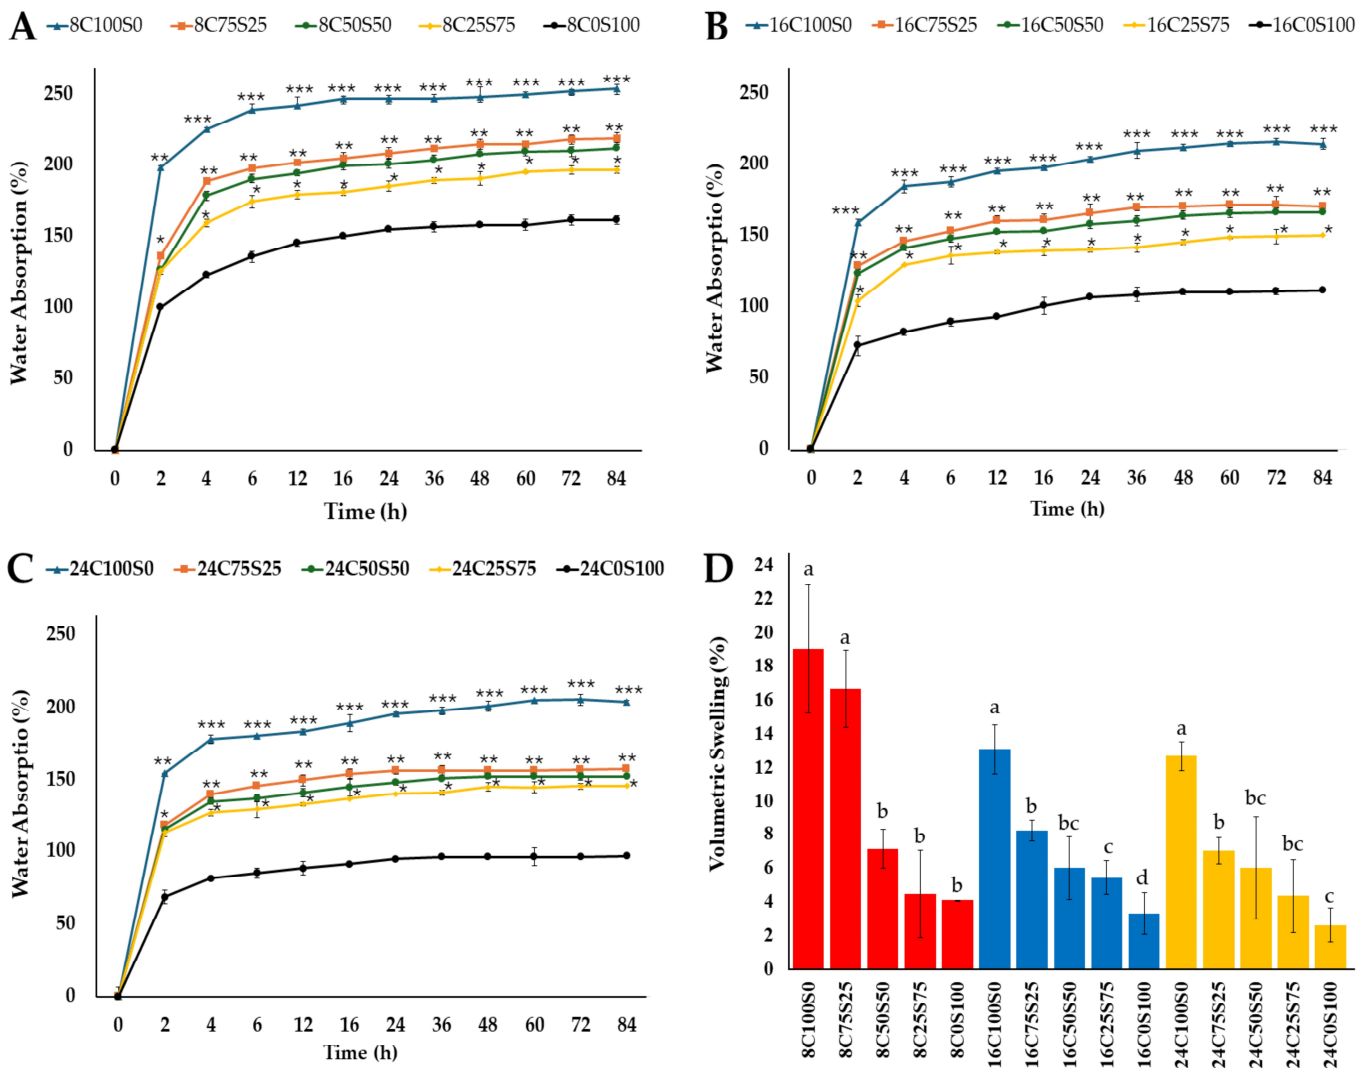 A
8C100S0 8C75S25 8C50S50 8C25S75 8C0S100
Water Absorption (%)
250
200
150
100
50
0
*** *** *** *** *** *** *** *** *** *** ***
** ** ** ** ** ** ** ** ** ** **
* * * * * * * * * * *
0 2 4 6 12 16 24 36 48 60 72 84
Time (h)
B
16C100S0 16C75S25 16C50S50 16C25S75 16C0S100
Water Absorptio (%)
250
200
150
100
50
0
*** *** *** *** *** *** *** *** *** *** ***
** ** ** ** ** ** ** ** ** ** **
* * * * * * * * * * *
0 2 4 6 12 16 24 36 48 60 72 84
Time (h)
C
24C100S0 24C75S25 24C50S50 24C25S75 24C0S100
Water Absorptio (%)
250
200
150
100
50
0
** *** *** *** *** *** *** *** *** *** ***
* ** ** ** ** ** ** ** ** ** **
* * * * * * * * * *
0 2 4 6 12 16 24 36 48 60 72 84
Time (h)
D
Volumetric Swelling (%)
24
22
20
18
16
14
12
10
8
6
4
2
0
a a b b b a b bc c d a b bc bc c
8C100S0
8C75S25
8C50S50
8C25S75
8C0S100
16C100S0
16C75S25
16C50S50
16C25S75
16C0S100
24C100S0
24C75S25
24C50S50
24C25S75
24C0S100